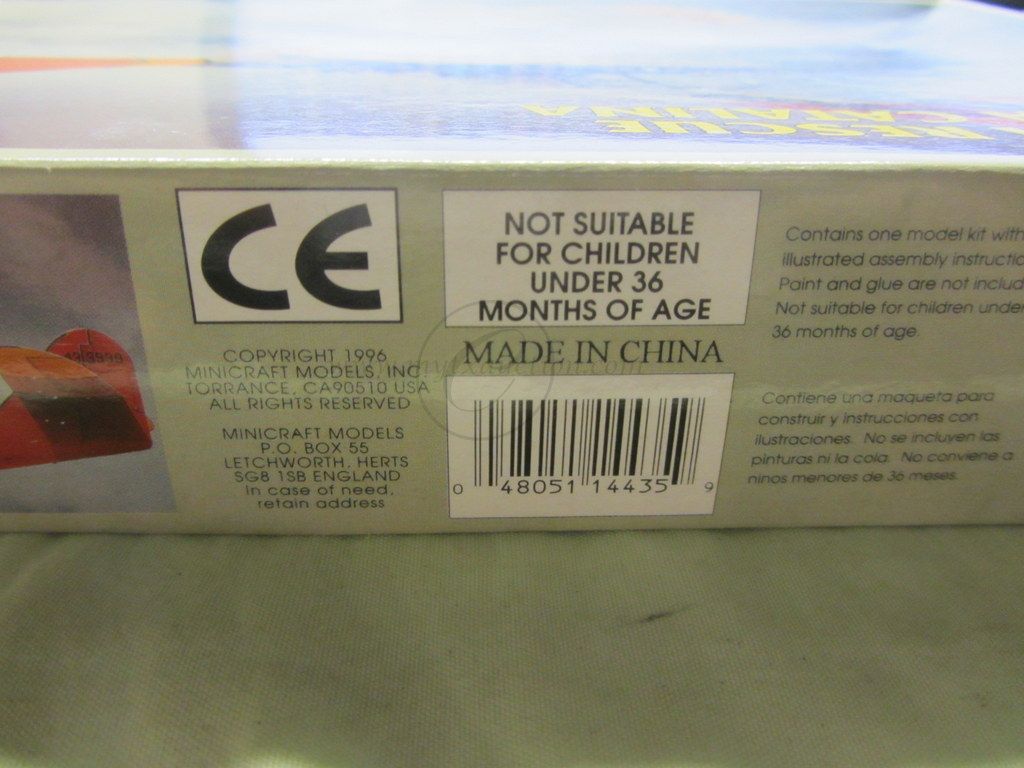 RESCUE
CATALINA
CE
NOT SUITABLE
FOR CHILDREN
UNDER 36
MONTHS OF AGE
MADE IN CHINA
COPYRIGHT 1996
MINICRAFT MODELS, INC.
TORRANCE, CA90510 USA
ALL RIGHTS RESERVED
MINICRAFT MODELS
P.O. BOX 55
LETCHWORTH, HERTS
SG8 1SB ENGLAND
In case of need,
retain address
0 48051 14435 9
Contains one model kit with
illustrated assembly
Paint and glue are not
Not suitable for children
36 months of age.
Contiene una maqueta para
construir y instrucciones con
ilustraciones. No se incluyen las
pinturas ni la cola. No conviene a
ninos menores de 36 meses.